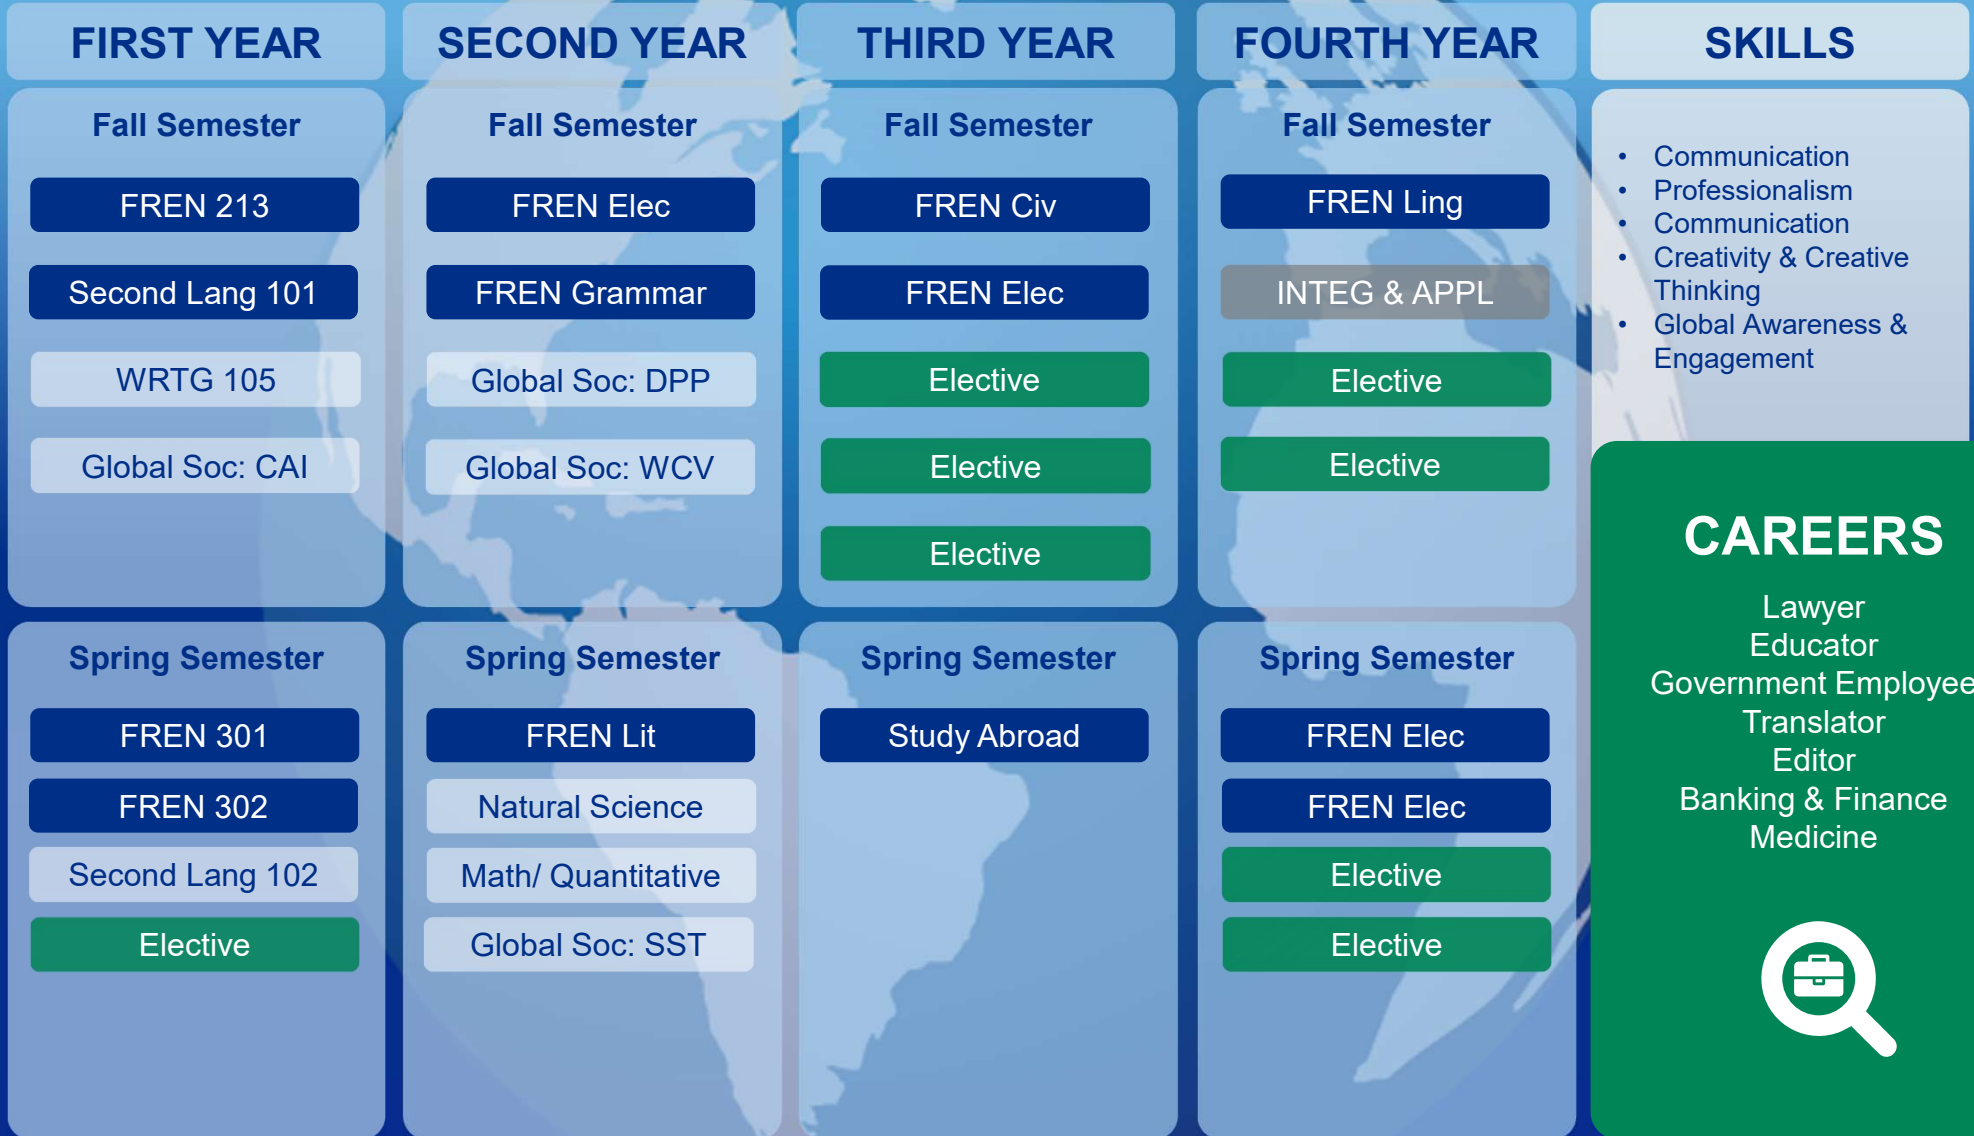 FIRST YEAR
Fall Semester
FREN 213
Second Lang 101
WRTG 105
Global Soc: CAI
Spring Semester
FREN 301
FREN 302
Second Lang 102
Elective
SECOND YEAR
Fall Semester
FREN Elec
FREN Grammar
Global Soc: DPP
Global Soc: WCV
Spring Semester
FREN Lit
Natural Science
Math/ Quantitative
Global Soc: SST
THIRD YEAR
Fall Semester
FREN Civ
FREN Elec
Elective
Elective
Elective
Spring Semester
Study Abroad
FOURTH YEAR
Fall Semester
FREN Ling
INTEG & APPL
Elective
Elective
Spring Semester
FREN Elec
FREN Elec
Elective
Elective
SKILLS
• Communication
• Professionalism
• Communication
• Creativity & Creative
Thinking
• Global Awareness &
Engagement
CAREERS
Lawyer
Educator
Government Employee
Translator
Editor
Banking & Finance
Medicine